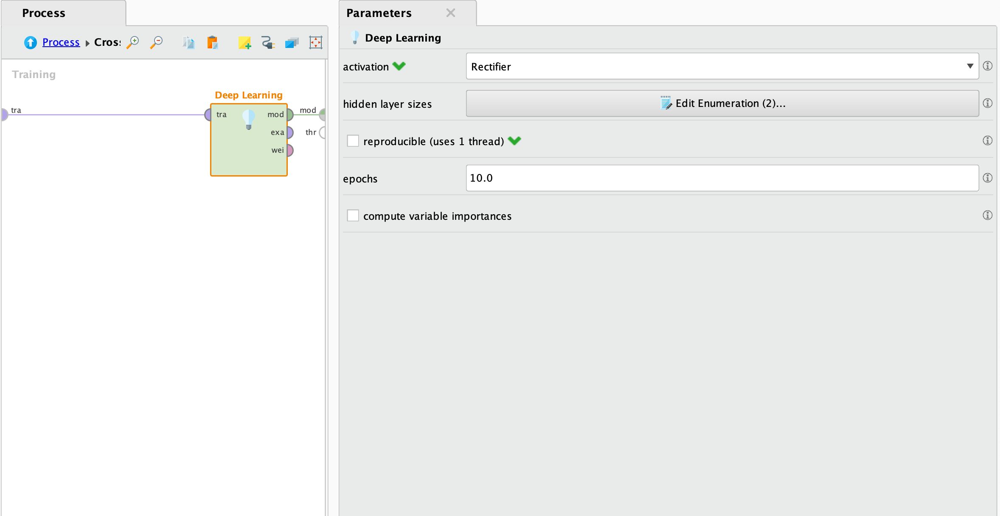 Process
Process Cross
Training
Deep Learning
tra
tra
mod
mod
exa
thr
wei
Parameters
Deep Learning
activation
Rectifier
hidden layer sizes
Edit Enumeration (2)...
reproducible (uses 1 thread)
epochs
10.0
compute variable importances